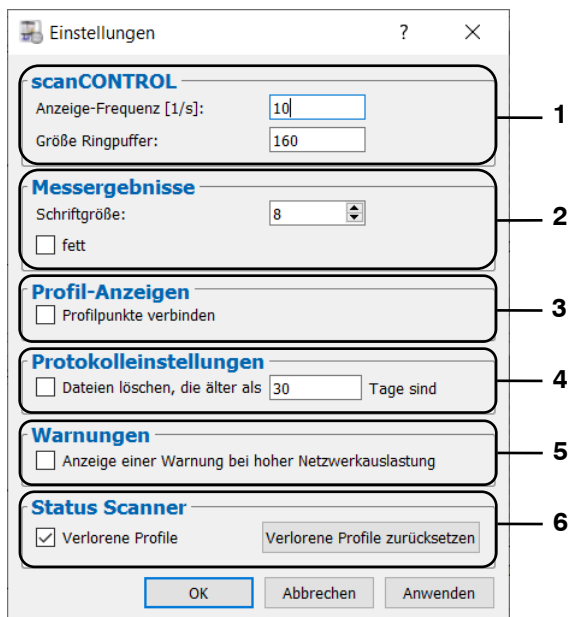 Einstellungen ?
scanCONTROL
Anzeige-Frequenz [1/s]: 10
1
Größe Ringpuffer: 160
Messergebnisse
Schriftgröße: 8
2
fett
Profil-Anzeigen
3
Profilpunkte verbinden
Protokolleinstellungen
4
Dateien löschen, die älter als 30 Tage sind
Warnungen
5
Anzeige einer Warnung bei hoher Netzwerkauslastung
Status Scanner
6
Verlorene Profile Verlorene Profile zurücksetzen
OK Abbrechen Anwenden